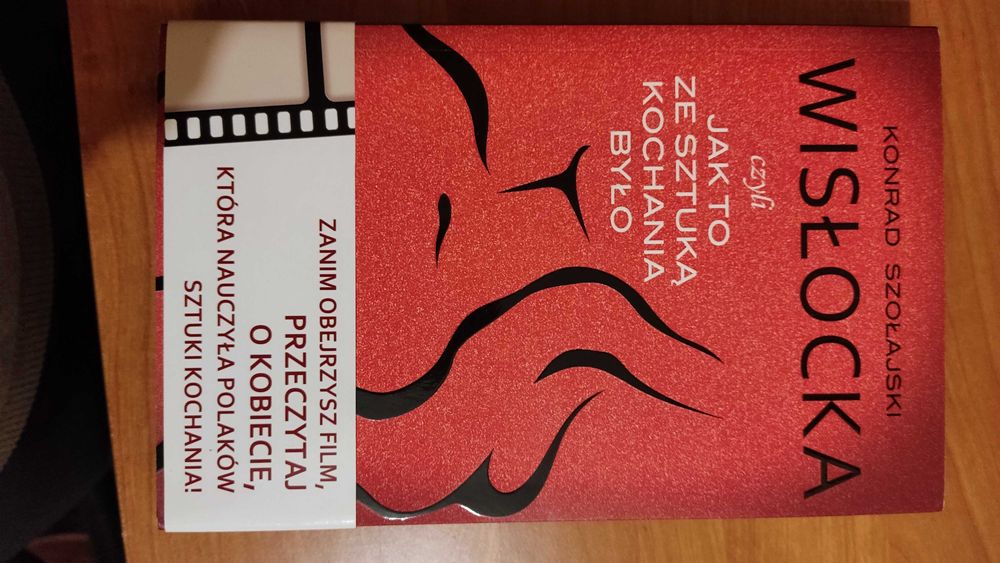 KONRAD SZOŁAJSKI
WISŁOCKA
czyli
JAK TO
ZE SZTUKĄ
KOCHANIA
BYŁO
ZANIM OBEJRZYSZ FILM,
PRZECZYTAJ
O KOBIECIE,
KTÓRA NAUCZYŁA POLAKÓW
SZTUKI KOCHANIA!